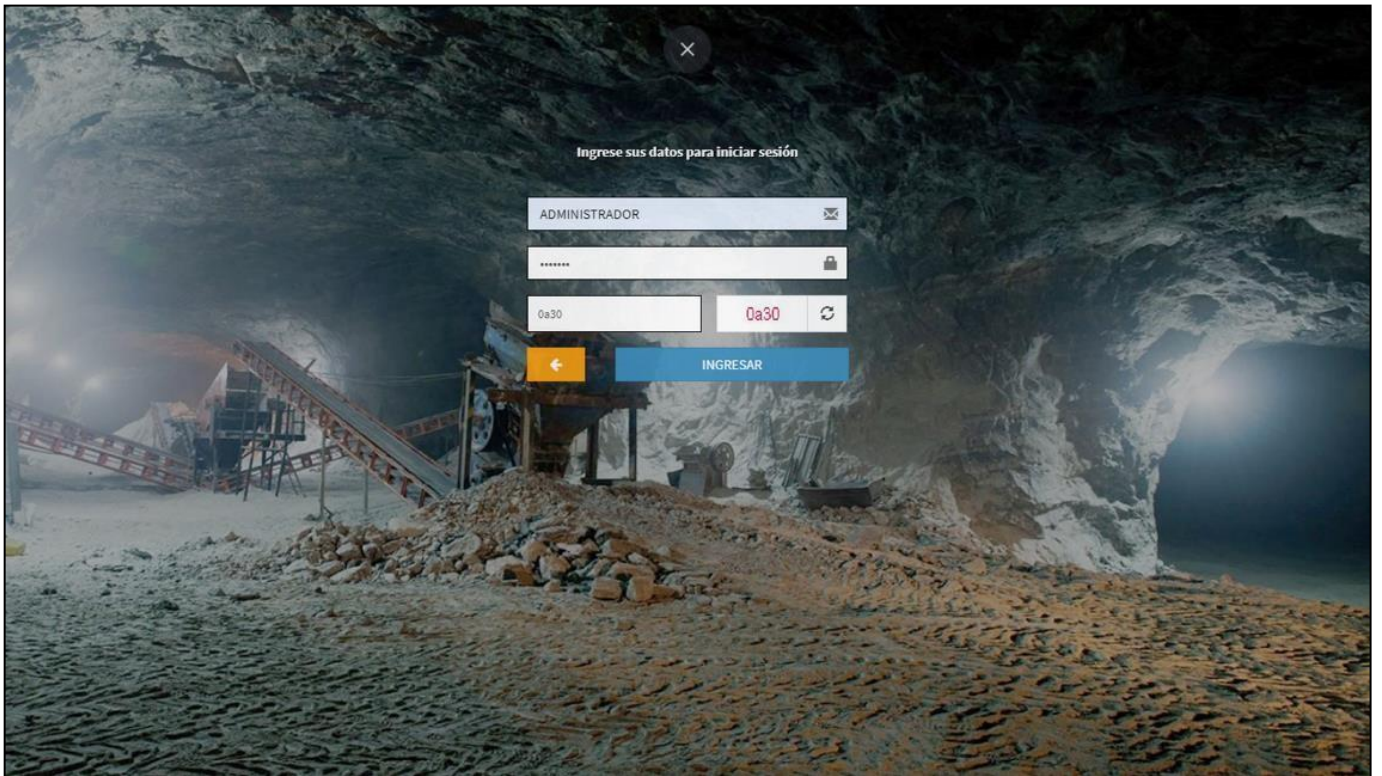 Ingrese sus datos para iniciar sesión
ADMINISTRADOR
•••••••
0a30 0a30
INGRESAR